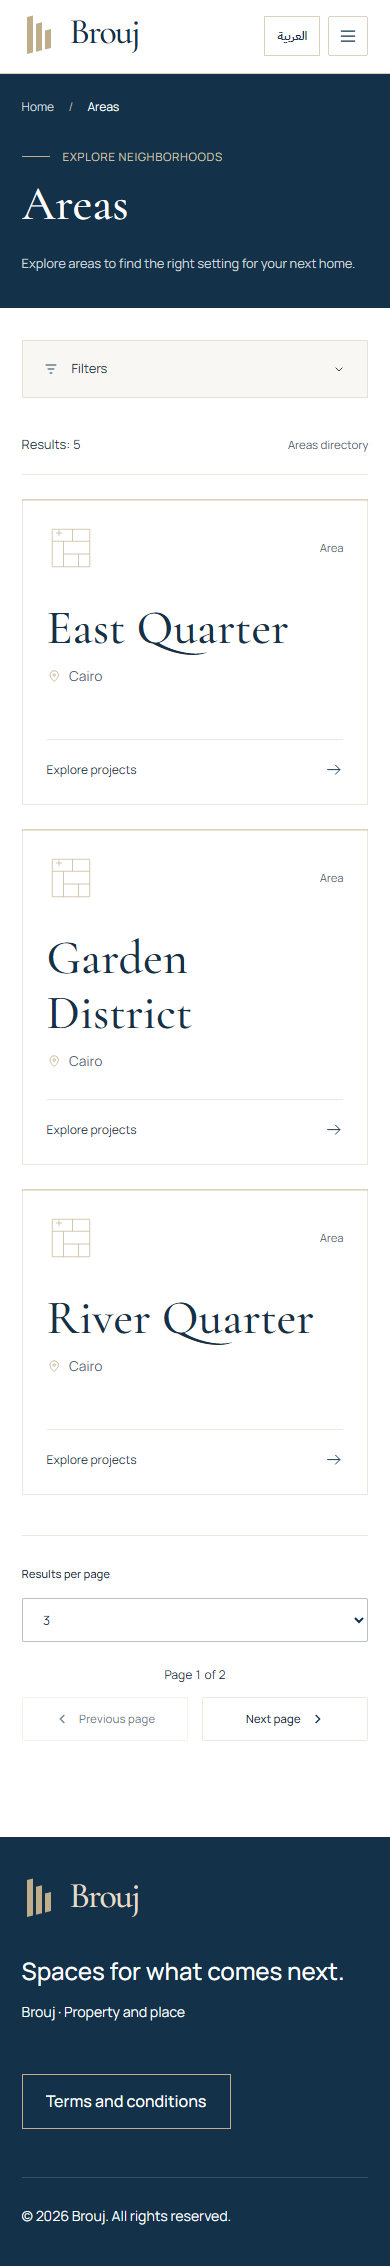 Brouj
العربية
Home / Areas
EXPLORE NEIGHBORHOODS
Areas
Explore areas to find the right setting for your next home.
Filters
Results: 5
Areas directory
Area
East Quarter
Cairo
Explore projects
Area
Garden
District
Cairo
Explore projects
Area
River Quarter
Cairo
Explore projects
Results per page
3
Page 1 of 2
Previous page
Next page
Brouj
Spaces for what comes next.
Brouj · Property and place
Terms and conditions
© 2026 Brouj. All rights reserved.